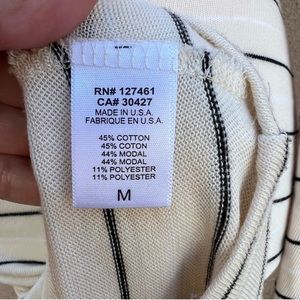 RN# 127461
CA# 30427
MADE IN U.S.A.
FABRIQUE EN U.S.A.
45% COTTON
45% COTON
44% MODAL
44% MODAL
11% POLYESTER
11% POLYESTER
M